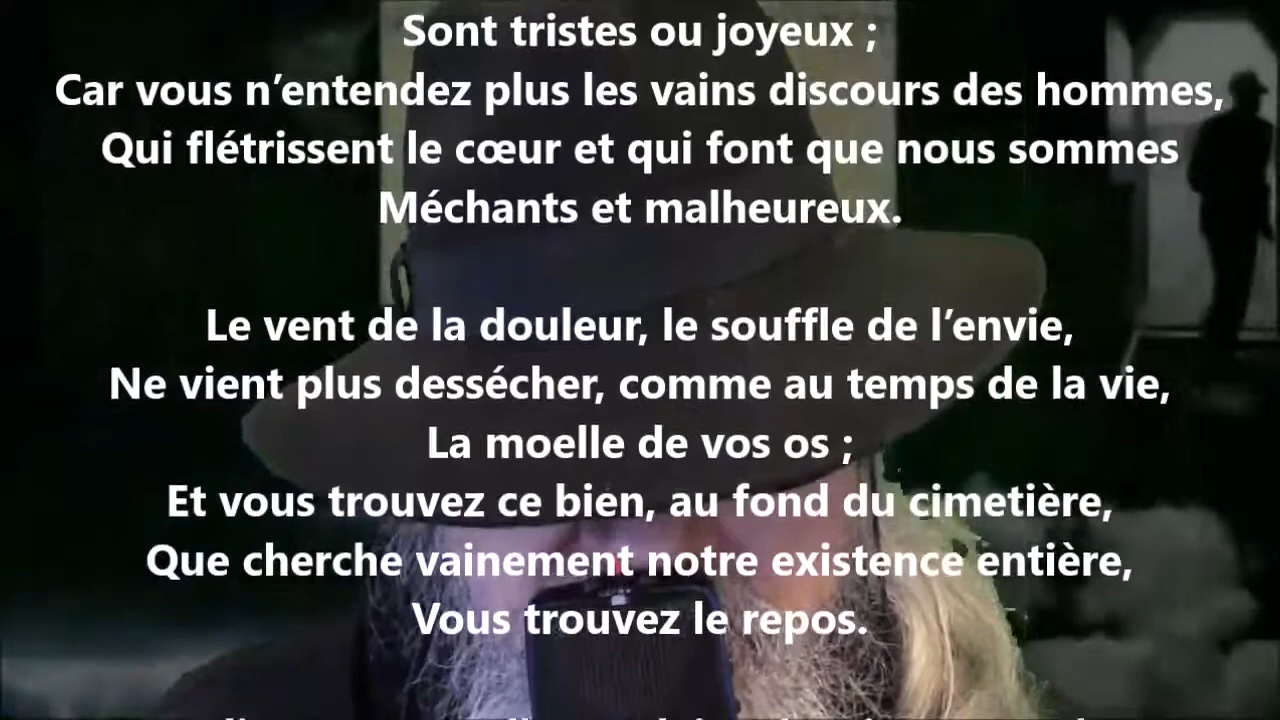 Sont tristes ou joyeux ;
Car vous n’entendez plus les vains discours des hommes,
Qui flétrissent le cœur et qui font que nous sommes
Méchants et malheureux.
Le vent de la douleur, le souffle de l’envie,
Ne vient plus dessécher, comme au temps de la vie,
La moelle de vos os ;
Et vous trouvez ce bien, au fond du cimetière,
Que cherche vainement notre existence entière,
Vous trouvez le repos.